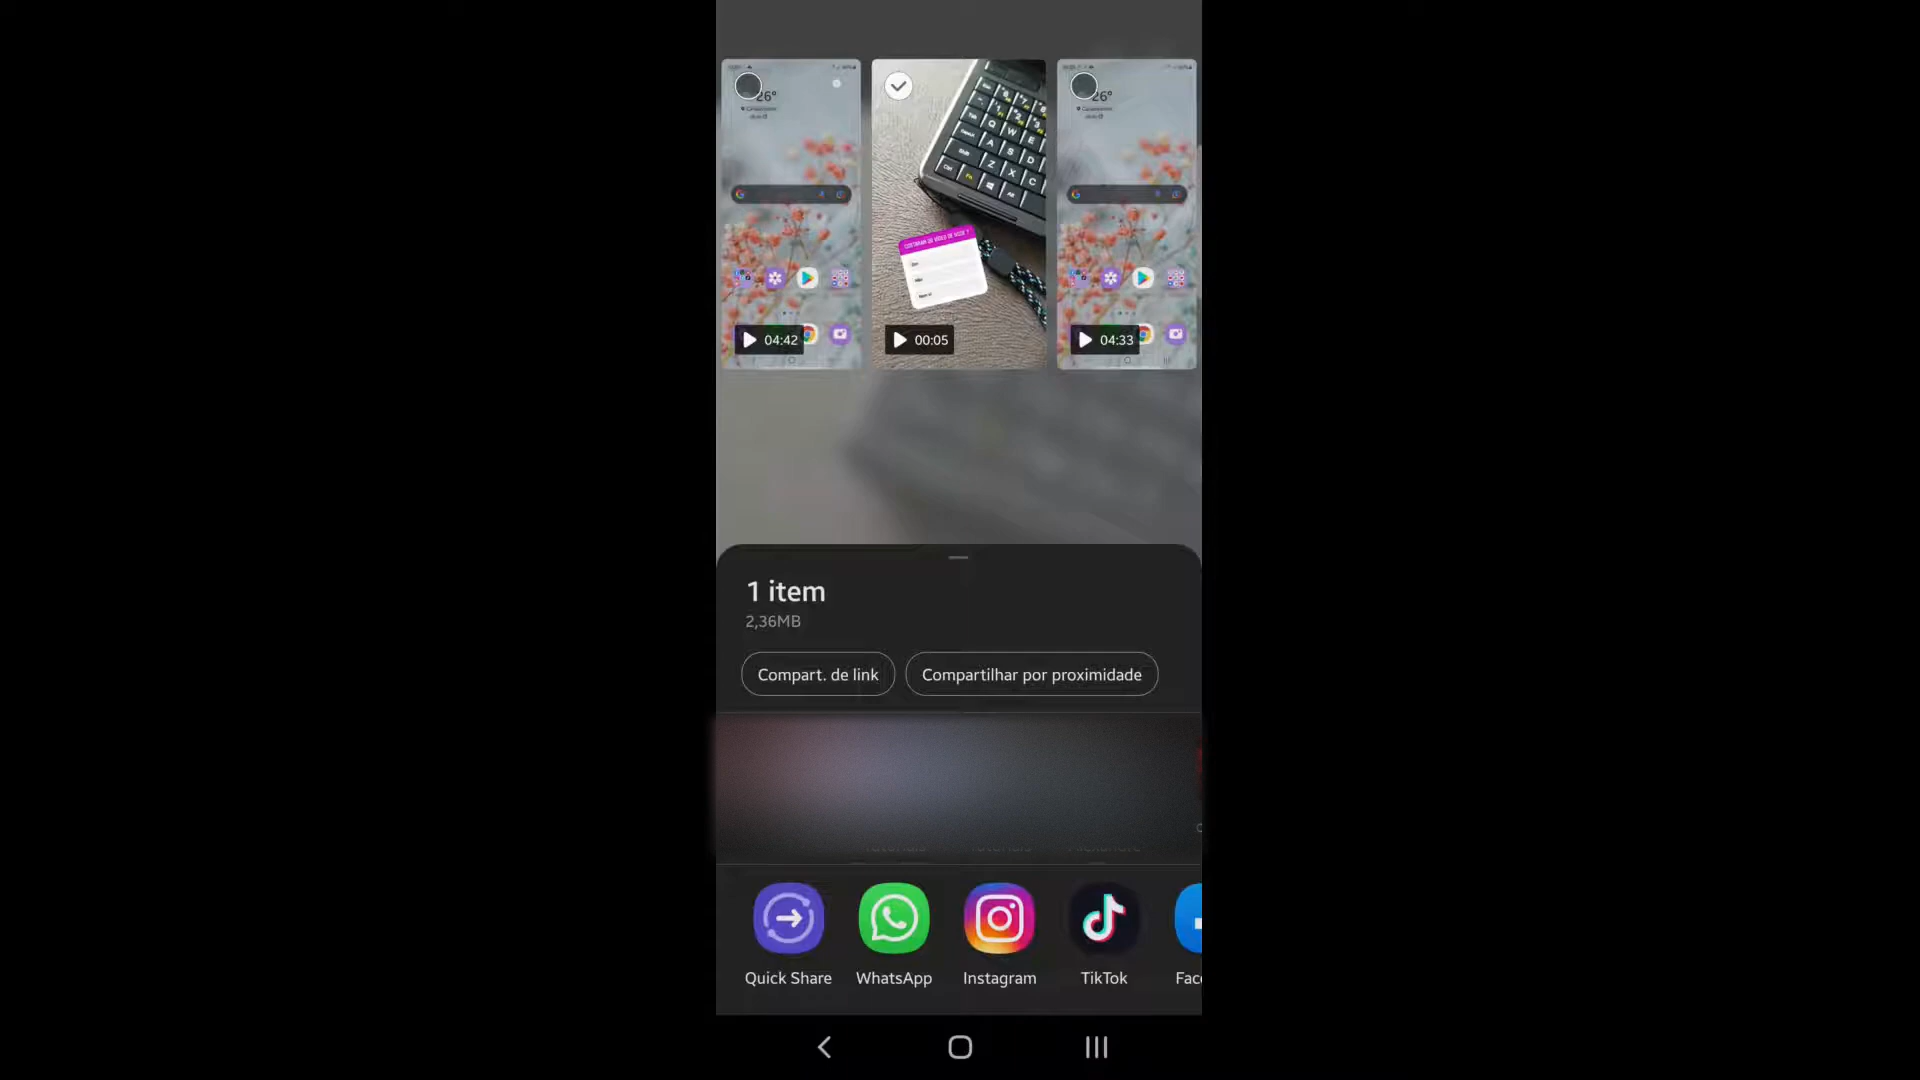 26°
26°
04:42
00:05
04:33
1 item
2,36MB
Compart. de link
Compartilhar por proximidade
Quick Share
WhatsApp
Instagram
TikTok
Fac